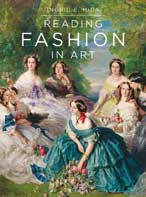 INGRID E. MIDA
READING
FASHION
IN ART